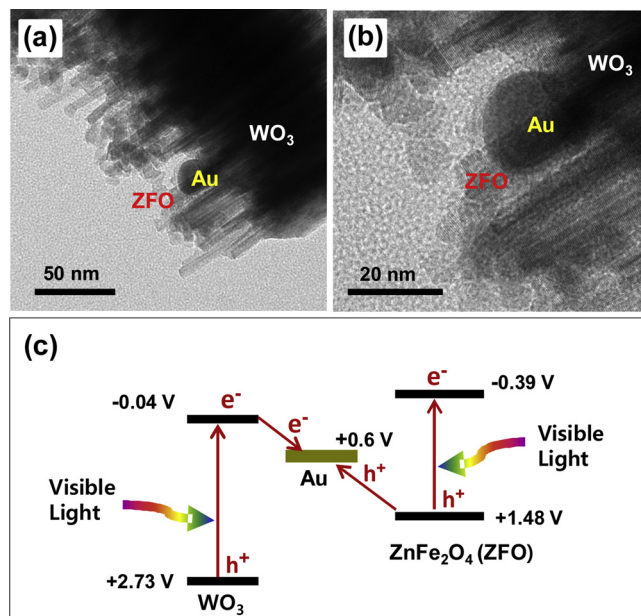 (a)
WO₃
Au
ZFO
50 nm
(b)
WO₃
Au
ZFO
20 nm
(c)
e⁻
-0.04 V
e⁻
+0.6 V
e⁻
-0.39 V
Au
h⁺
Visible
Light
Visible
Light
h⁺
h⁺
+1.48 V
ZnFe₂O₄ (ZFO)
+2.73 V
WO₃